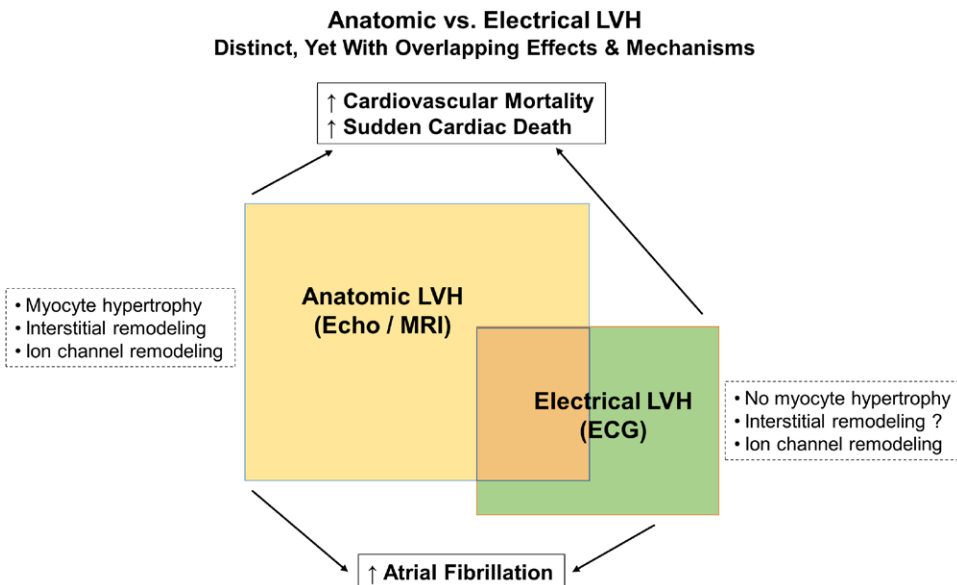 Anatomic vs. Electrical LVH
Distinct, Yet With Overlapping Effects & Mechanisms
↑ Cardiovascular Mortality
↑ Sudden Cardiac Death
Anatomic LVH
(Echo / MRI)
• Myocyte hypertrophy
• Interstitial remodeling
• Ion channel remodeling
Electrical LVH
(ECG)
• No myocyte hypertrophy
• Interstitial remodeling ?
• Ion channel remodeling
↑ Atrial Fibrillation